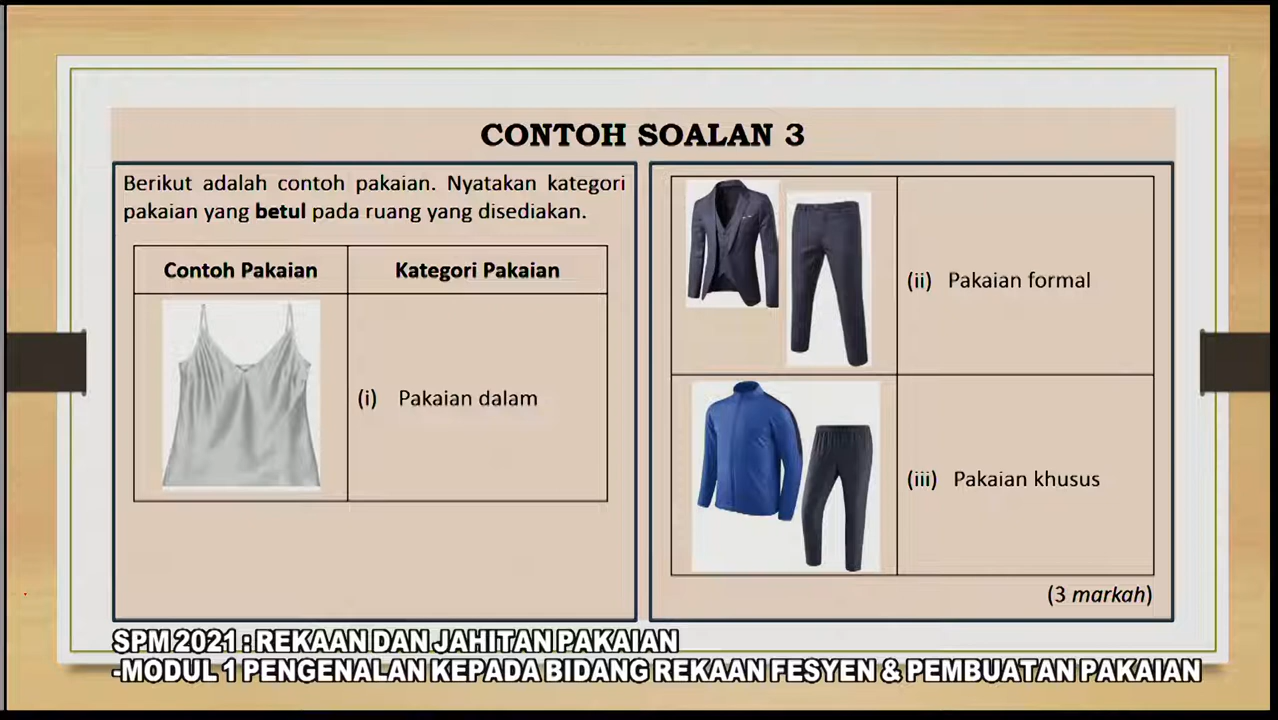 CONTOH SOALAN 3
Berikut adalah contoh pakaian. Nyatakan kategori
pakaian yang betul pada ruang yang disediakan.
Contoh Pakaian
Kategori Pakaian
(i) Pakaian dalam
(ii) Pakaian formal
(iii) Pakaian khusus
(3 markah)
SPM 2021 : REKAAN DAN JAHITAN PAKAIAN
-MODUL 1 PENGENALAN KEPADA BIDANG REKAAN FESYEN & PEMBUATAN PAKAIAN